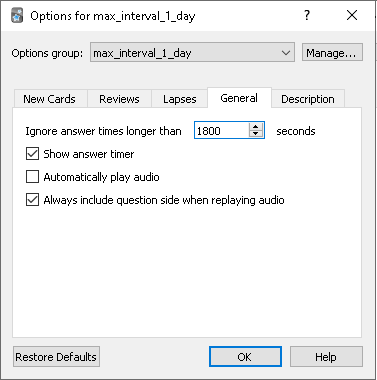 Options for max_interval_1_day
Options group: max_interval_1_day Manage...
New Cards Reviews Lapses General Description
Ignore answer times longer than 1800 seconds
Show answer timer
Automatically play audio
Always include question side when replaying audio
Restore Defaults OK Help